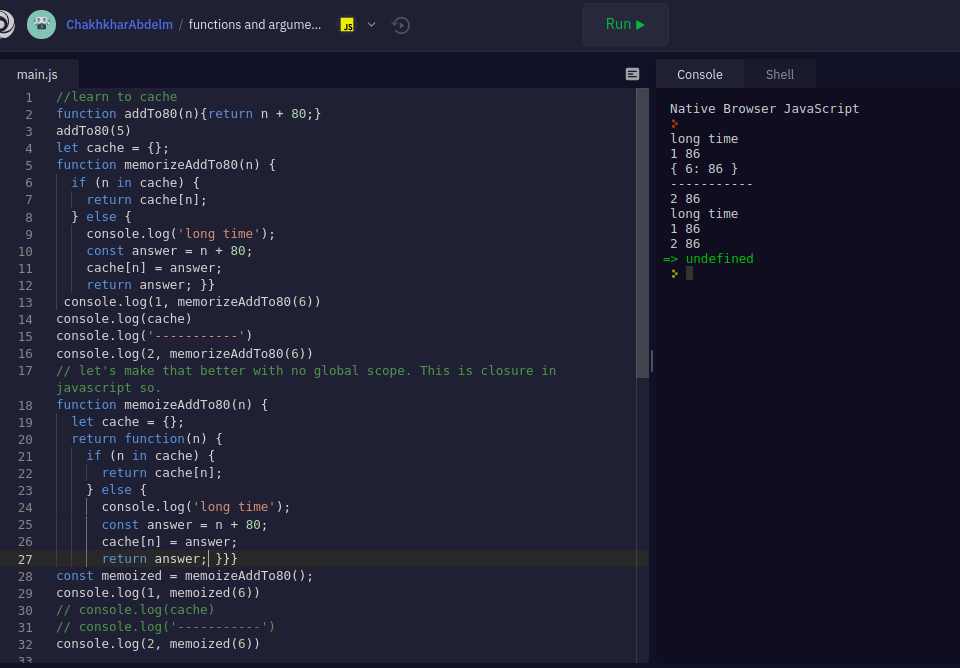 ChakhkharAbdelm / functions and argume... JS
Run
main.js
Console Shell
1 //learn to cache
2 function addTo80(n){return n + 80;}
3 addTo80(5)
4 let cache = {};
5 function memorizeAddTo80(n) {
6 if (n in cache) {
7 return cache[n];
8 } else {
9 console.log('long time');
10 const answer = n + 80;
11 cache[n] = answer;
12 return answer; }}
13 console.log(1, memorizeAddTo80(6))
14 console.log(cache)
15 console.log('-----------')
16 console.log(2, memorizeAddTo80(6))
17 // let's make that better with no global scope. This is closure in
javascript so.
18 function memoizeAddTo80(n) {
19 let cache = {};
20 return function(n) {
21 if (n in cache) {
22 return cache[n];
23 } else {
24 console.log('long time');
25 const answer = n + 80;
26 cache[n] = answer;
27 return answer; }}}
28 const memoized = memoizeAddTo80();
29 console.log(1, memoized(6))
30 // console.log(cache)
31 // console.log('-----------')
32 console.log(2, memoized(6))
33
Native Browser JavaScript
long time
1 86
{ 6: 86 }
-----------
2 86
long time
1 86
2 86
=> undefined